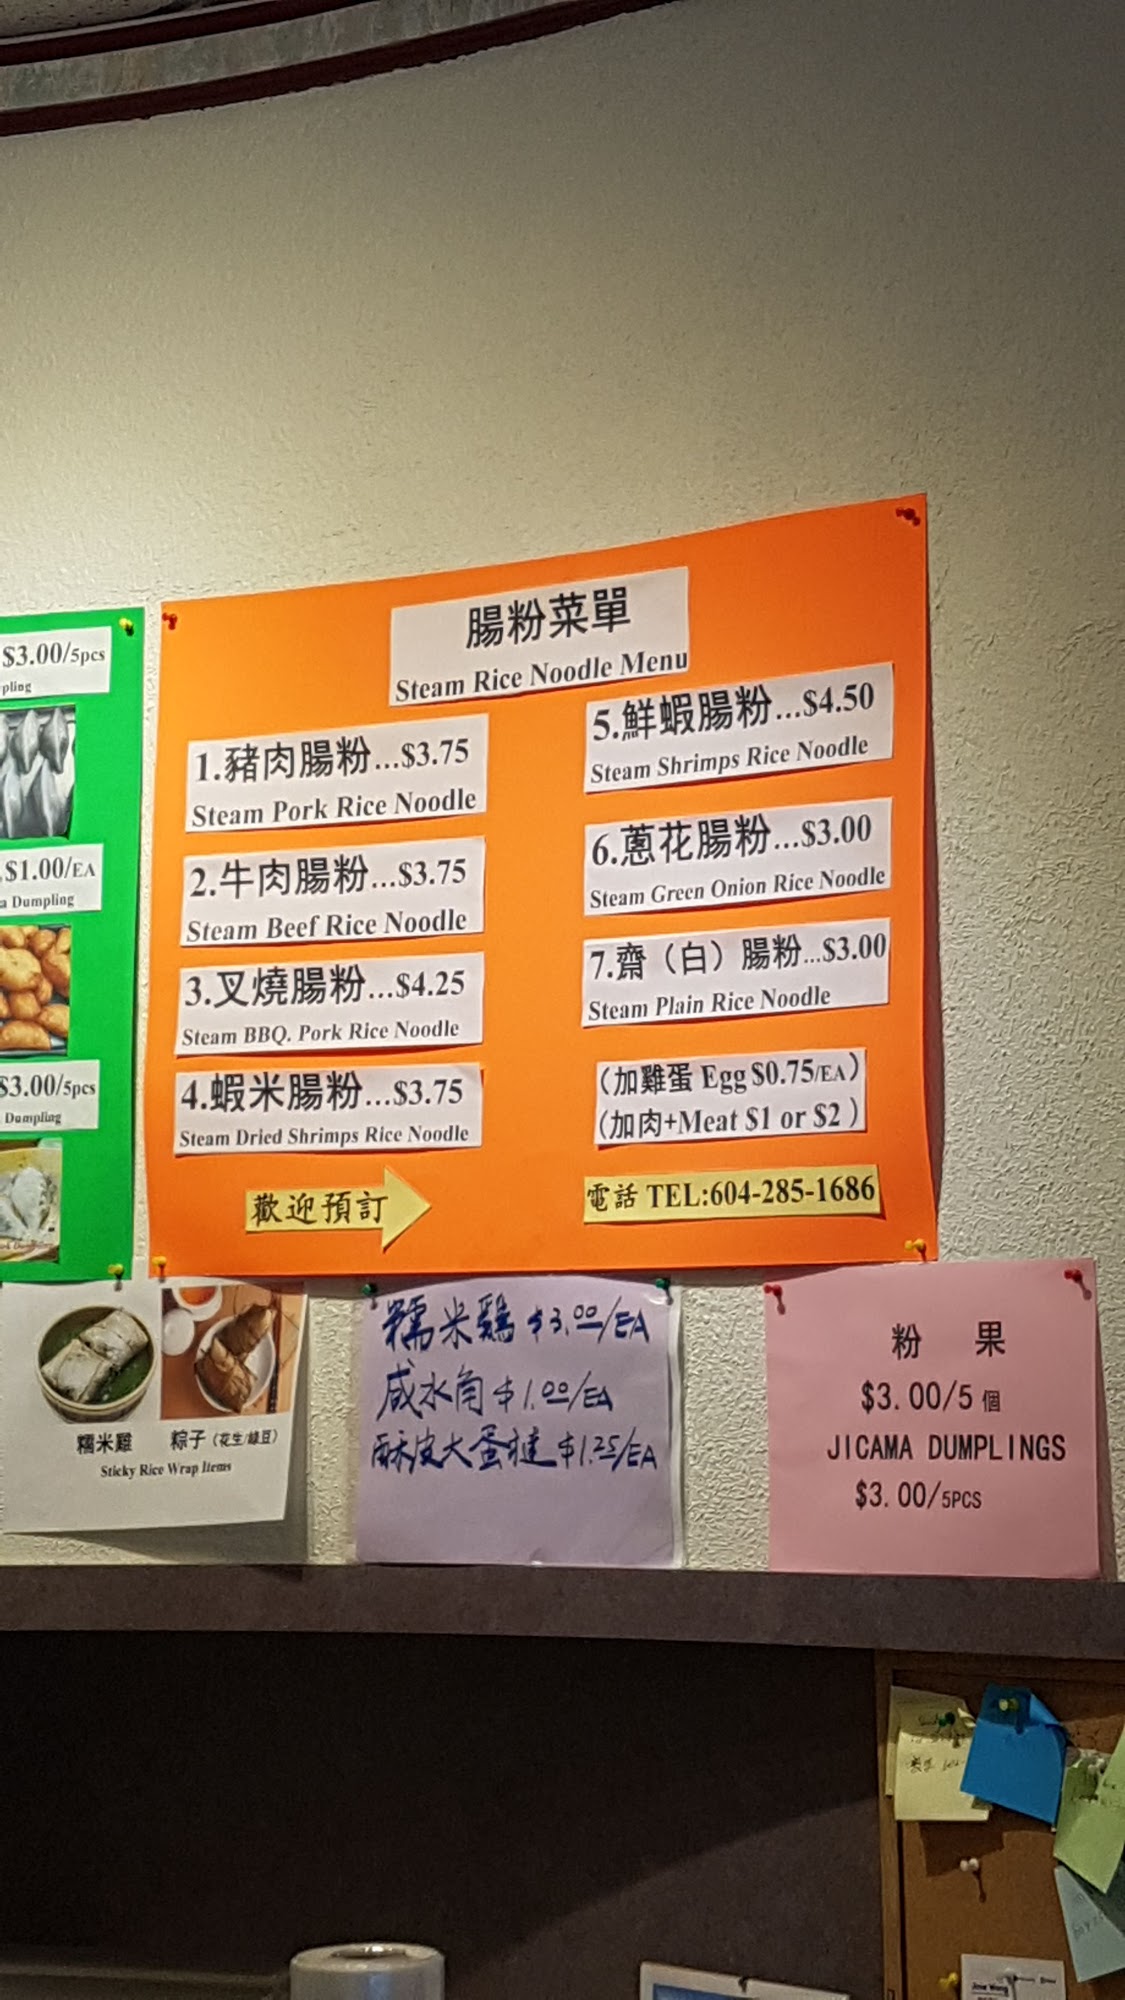 $3.00/5pcs
pling
$1.00/EA
a Dumpling
$3.00/5pcs
Dumpling
腸粉菜單
Steam Rice Noodle Menu
1.豬肉腸粉...$3.75
Steam Pork Rice Noodle
2.牛肉腸粉...$3.75
Steam Beef Rice Noodle
3.叉燒腸粉...$4.25
Steam BBQ. Pork Rice Noodle
4.蝦米腸粉...$3.75
Steam Dried Shrimps Rice Noodle
5.鮮蝦腸粉...$4.50
Steam Shrimps Rice Noodle
6.蔥花腸粉...$3.00
Steam Green Onion Rice Noodle
7.齋（白）腸粉...$3.00
Steam Plain Rice Noodle
（加雞蛋 Egg $0.75/EA）
（加肉+Meat $1 or $2 ）
歡迎預訂
電話 TEL:604-285-1686
糯米雞
粽子（花生/綠豆）
Sticky Rice Wrap Items
糯米鶏 $3.00/EA
咸水角 $1.00/EA
酥皮大蛋撻 $1.25/EA
粉 果
$3.00/5 個
JICAMA DUMPLINGS
$3.00/5PCS